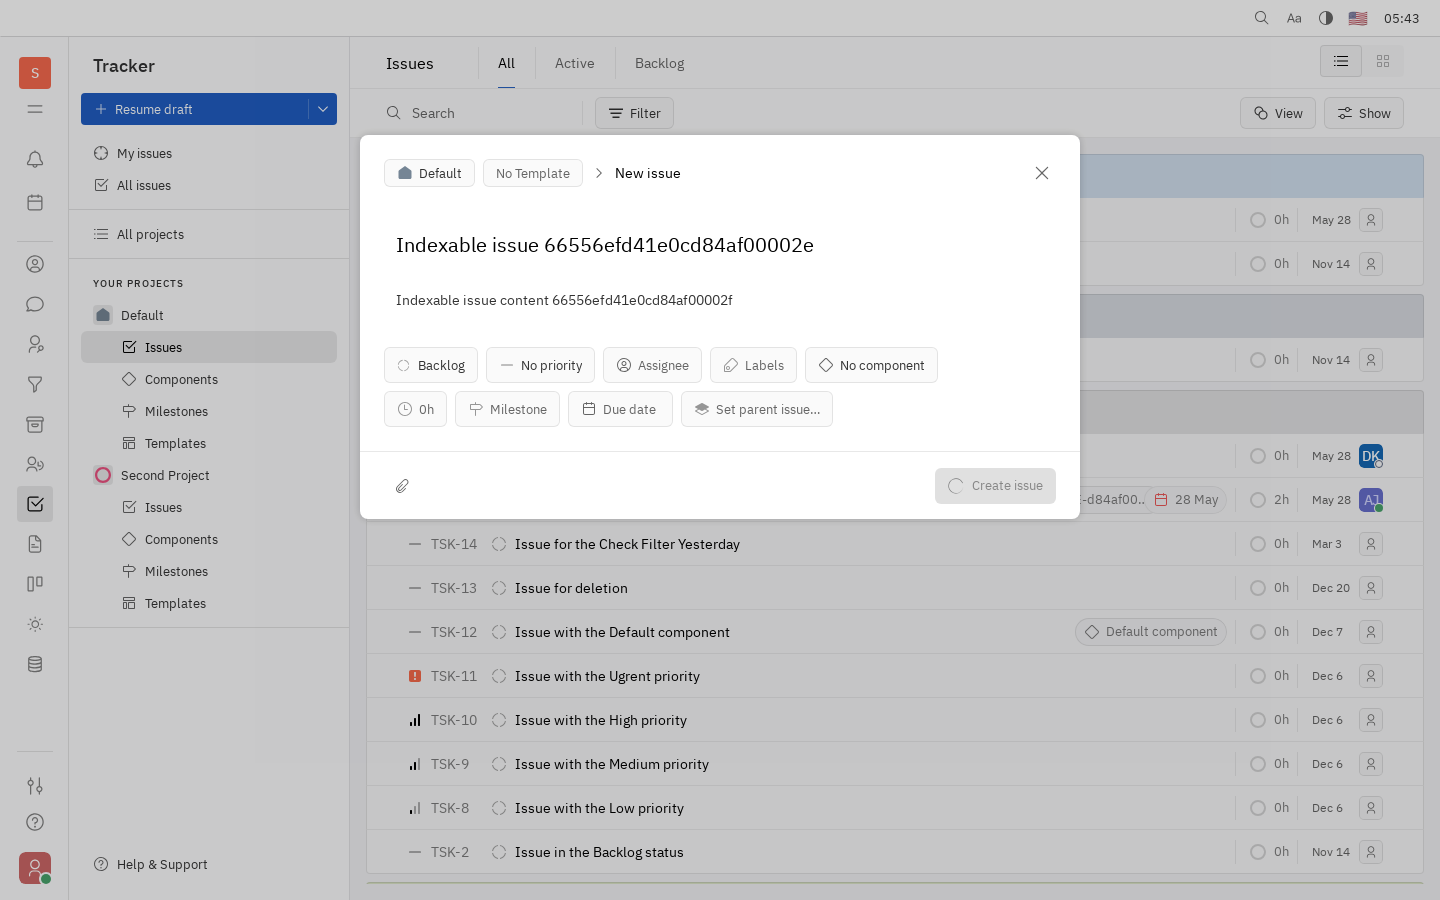 Aa 05:43
S
Tracker
Resume draft
My issues
All issues
All projects
YOUR PROJECTS
Default
Issues
Components
Milestones
Templates
Second Project
Issues
Components
Milestones
Templates
Help & Support
Issues All Active Backlog
Search Filter View Show
Default No Template New issue
Indexable issue 66556efd41e0cd84af00002e
Indexable issue content 66556efd41e0cd84af00002f
Backlog No priority Assignee Labels No component
0h Milestone Due date Set parent issue...
Create issue
0h May 28
0h Nov 14
0h Nov 14
0h May 28 DK
-d84af00.. 28 May 2h May 28 AJ
TSK-14 Issue for the Check Filter Yesterday 0h Mar 3
TSK-13 Issue for deletion 0h Dec 20
TSK-12 Issue with the Default component Default component 0h Dec 7
TSK-11 Issue with the Ugrent priority 0h Dec 6
TSK-10 Issue with the High priority 0h Dec 6
TSK-9 Issue with the Medium priority 0h Dec 6
TSK-8 Issue with the Low priority 0h Dec 6
TSK-2 Issue in the Backlog status 0h Nov 14